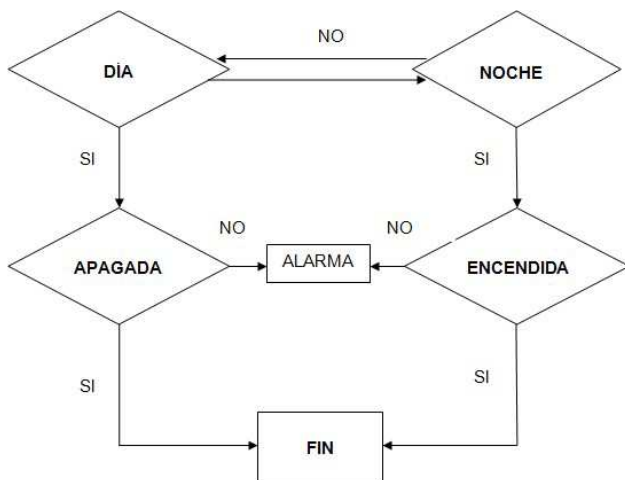 NO
DÍA
NOCHE
SI
SI
NO
NO
APAGADA
ALARMA
ENCENDIDA
SI
SI
FIN